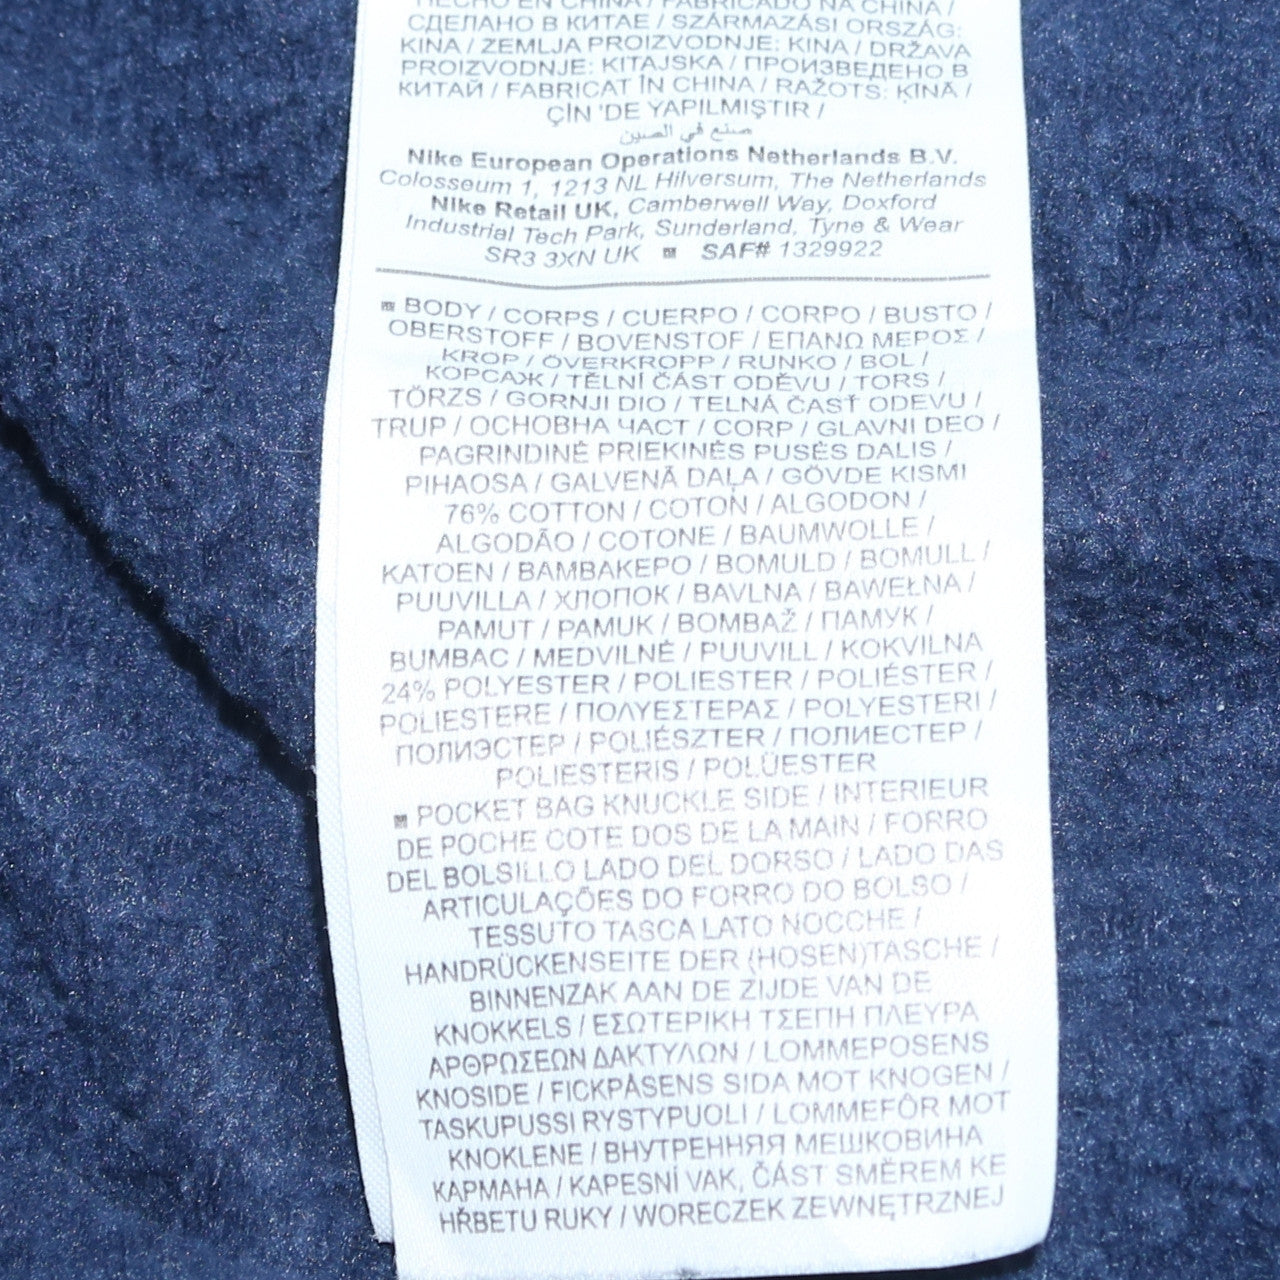 HECHO EN CHINA / FABRICADO NA CHINA /
СДЕЛАНО В КИТАЕ / SZÁRMAZÁSI ORSZÁG:
KÍNA / ZEMLJA PROIZVODNJE: KINA / DRŽAVA
PROIZVODNJE: KITAJSKA / ПРОИЗВЕДЕНО В
КИТАЙ / FABRICAT ÎN CHINA / RAŽOTS: ĶĪNĀ /
ÇİN 'DE YAPILMIŞTIR /
صنع في الصين
Nike European Operations Netherlands B.V.
Colosseum 1, 1213 NL Hilversum, The Netherlands
Nike Retail UK, Camberwell Way, Doxford
Industrial Tech Park, Sunderland, Tyne & Wear
SR3 3XN UK SAF# 1329922
BODY / CORPS / CUERPO / CORPO / BUSTO /
OBERSTOFF / BOVENSTOF / ΕΠΑΝΩ ΜΕΡΟΣ /
KROP / ÖVERKROPP / RUNKO / BOL /
КОРСАЖ / TĚLNÍ ČÁST ODĚVU / TORS /
TÖRZS / GORNJI DIO / TELNÁ ČASŤ ODEVU /
TRUP / ОСНОВНА ЧАСТ / CORP / GLAVNI DEO /
PAGRINDINĖ PRIEKINĖS PUSĖS DALIS /
PIHAOSA / GALVENĀ DAĻA / GÖVDE KISMI
76% COTTON / COTON / ALGODON /
ALGODÃO / COTONE / BAUMWOLLE /
KATOEN / ΒΑΜΒΑΚΕΡΟ / BOMULD / BOMULL /
PUUVILLA / ХЛОПОК / BAVLNA / BAWEŁNA /
PAMUT / PAMUK / BOMBAŽ / ПАМУК /
BUMBAC / MEDVILNĖ / PUUVILL / KOKVILNA
24% POLYESTER / POLIESTER / POLIÉSTER /
POLIESTERE / ΠΟΛΥΕΣΤΕΡΑΣ / POLYESTERI /
ПОЛИЭСТЕР / POLIÉSZTER / ПОЛИЕСТЕР /
POLIESTERIS / POLÜESTER
POCKET BAG KNUCKLE SIDE / INTERIEUR
DE POCHE COTE DOS DE LA MAIN / FORRO
DEL BOLSILLO LADO DEL DORSO / LADO DAS
ARTICULAÇÕES DO FORRO DO BOLSO /
TESSUTO TASCA LATO NOCCHE /
HANDRÜCKENSEITE DER (HOSEN)TASCHE /
BINNENZAK AAN DE ZIJDE VAN DE
KNOKKELS / ΕΣΩΤΕΡΙΚΗ ΤΣΕΠΗ ΠΛΕΥΡΑ
ΑΡΘΡΩΣΕΩΝ ΔΑΚΤΥΛΩΝ / LOMMEPOSENS
KNOSIDE / FICKPÅSENS SIDA MOT KNOGEN /
TASKUPUSSI RYSTYPUOLI / LOMMEFÔR MOT
KNOKLENE / ВНУТРЕННЯЯ МЕШКОВИНА
КАРМАНА / KAPESNÍ VAK, ČÁST SMĚREM KE
HŘBETU RUKY / WORECZEK ZEWNĘTRZNEJ